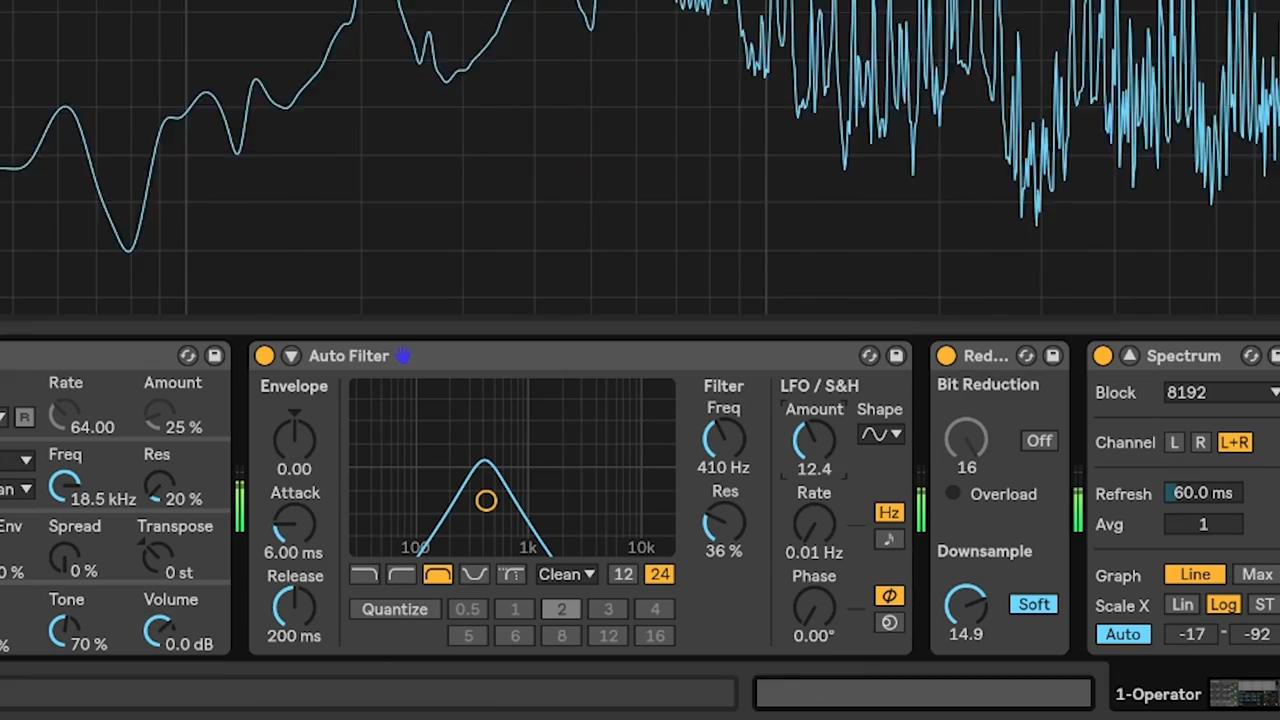 Rate Amount
R 64.00 25 %
Freq Res
18.5 kHz 20 %
Env Spread Transpose
0 % 0 % 0 st
Tone Volume
% 70 % 0.0 dB
Auto Filter
Envelope
0.00
Attack
6.00 ms
Release
200 ms
100 1k 10k
Clean 12 24
Quantize 0.5 1 2 3 4
5 6 8 12 16
Filter
Freq
410 Hz
Res
36 %
LFO / S&H
Amount Shape
12.4
Rate
Hz
0.01 Hz
Phase
0.00°
Red...
Bit Reduction
Off
16
Overload
Downsample
Soft
14.9
Spectrum
Block 8192
Channel L R L+R
Refresh 60.0 ms
Avg 1
Graph Line Max
Scale X Lin Log ST
Auto -17 - -92
1-Operator